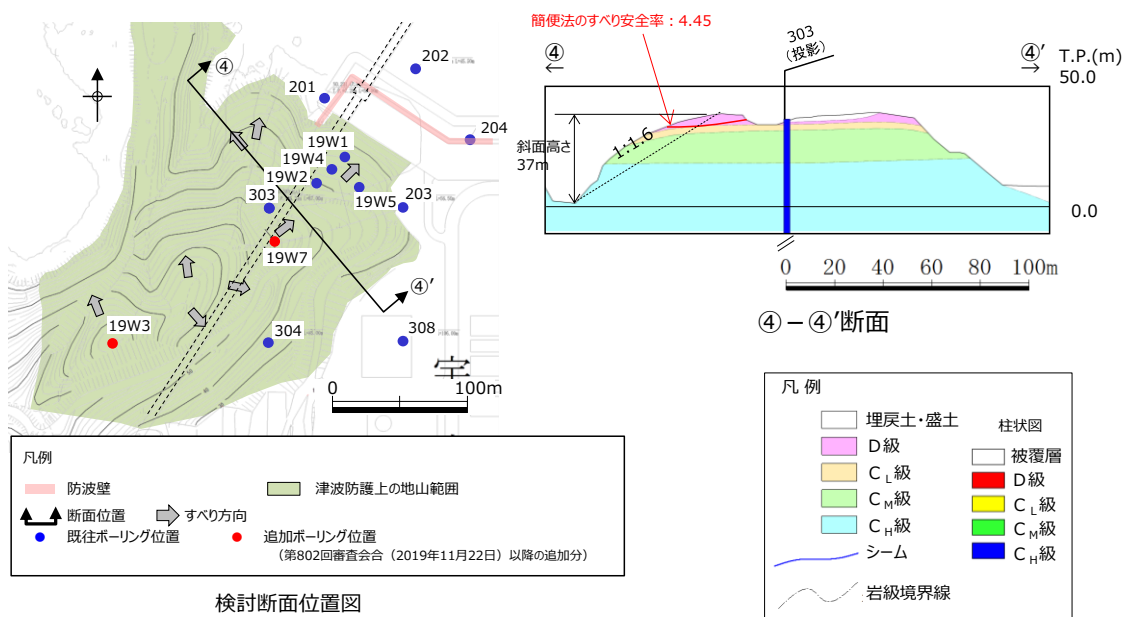 ④
202
201
204
19W1
19W4
19W2
303
19W5
203
19W7
④'
19W3
304
308
字
0
100m
凡例
防波壁
津波防護上の地山範囲
断面位置
すべり方向
既往ボーリング位置
追加ボーリング位置
（第802回審査会合（2019年11月22日）以降の追加分）
検討断面位置図
簡便法のすべり安全率：4.45
303
（投影）
④
④'
T.P.(m)
50.0
斜面高さ
37m
1:1.6
0.0
0 20 40 60 80 100m
④－④'断面
凡 例
埋戻土・盛土
D級
CL級
CM級
CH級
シーム
岩級境界線
柱状図
被覆層
D級
CL級
CM級
CH級